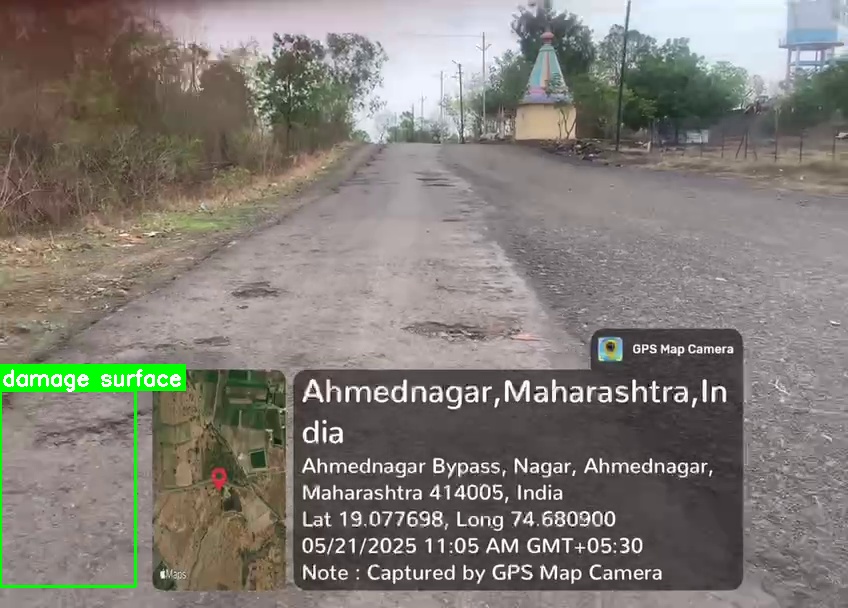 GPS Map Camera
damage surface
Ahmednagar,Maharashtra,In
dia
Ahmednagar Bypass, Nagar, Ahmednagar,
Maharashtra 414005, India
Lat 19.077698, Long 74.680900
05/21/2025 11:05 AM GMT+05:30
Note : Captured by GPS Map Camera
Maps